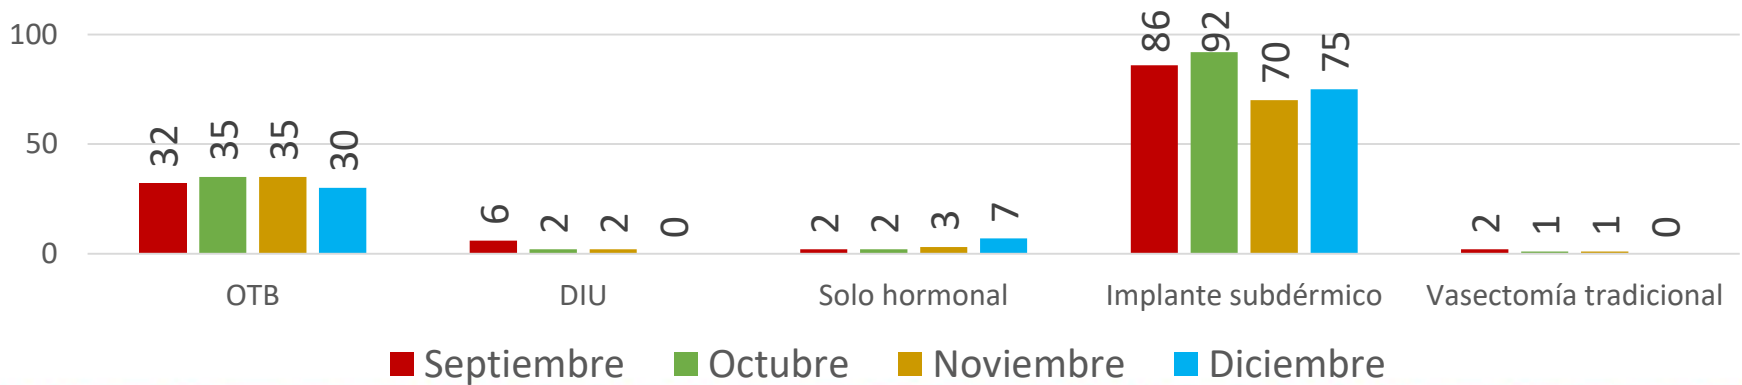 100
50
0
32 35 35 30
6 2 2 0
2 2 3 7
86 92 70 75
2 1 1 0
OTB DIU Solo hormonal Implante subdérmico Vasectomía tradicional
Septiembre Octubre Noviembre Diciembre